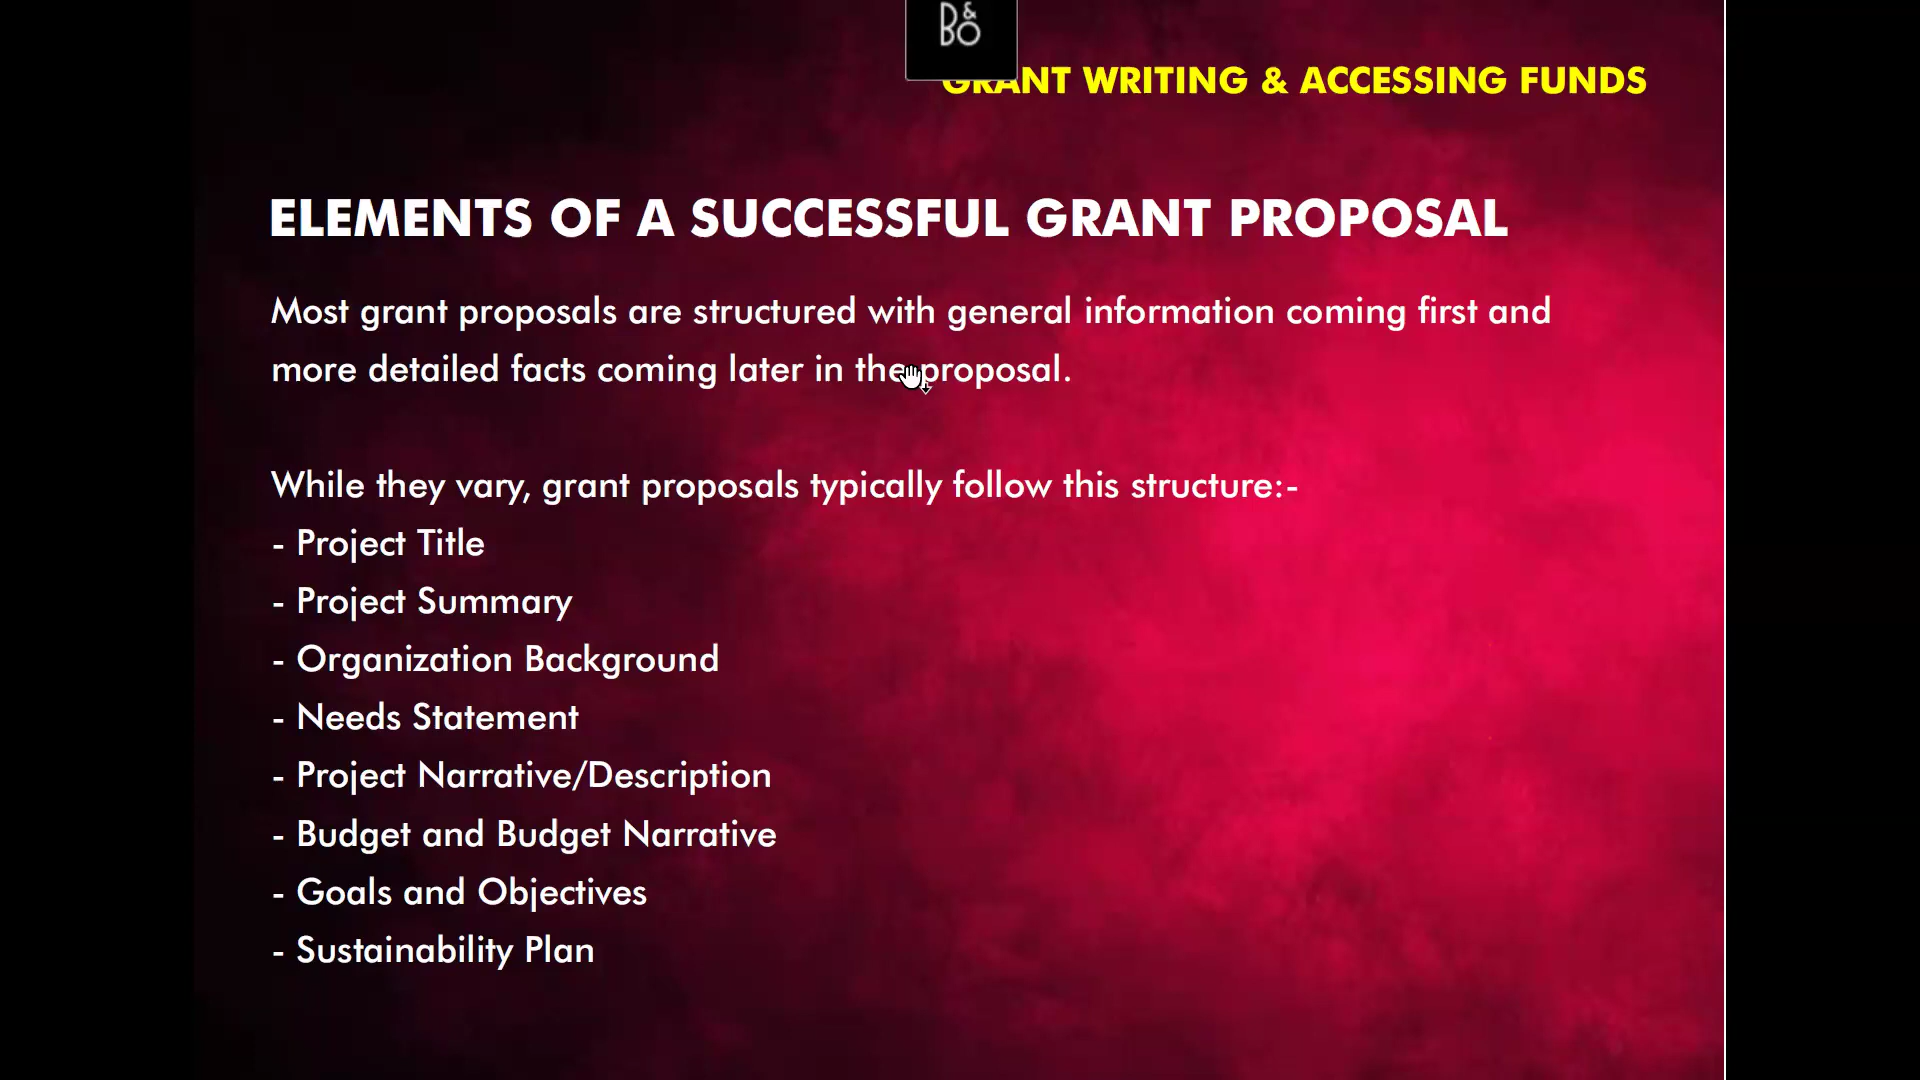 B&O
GRANT WRITING & ACCESSING FUNDS
ELEMENTS OF A SUCCESSFUL GRANT PROPOSAL
Most grant proposals are structured with general information coming first and
more detailed facts coming later in the proposal.
While they vary, grant proposals typically follow this structure:-
- Project Title
- Project Summary
- Organization Background
- Needs Statement
- Project Narrative/Description
- Budget and Budget Narrative
- Goals and Objectives
- Sustainability Plan